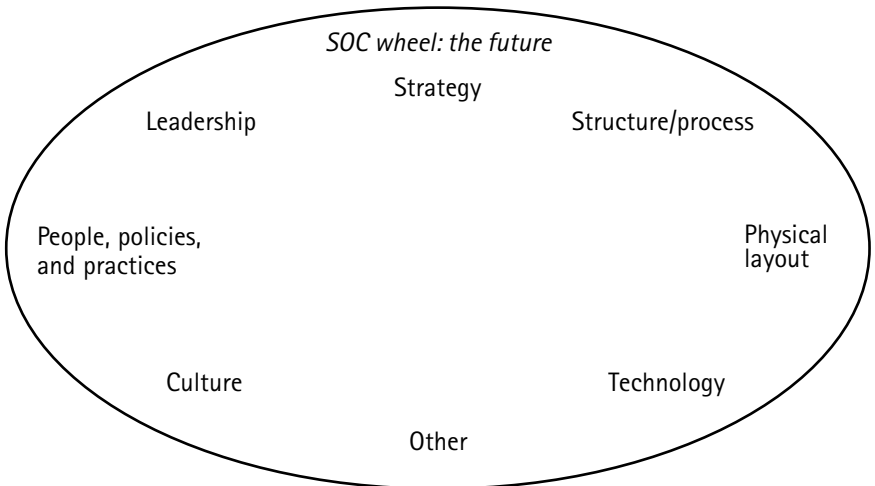 SOC wheel: the future
Strategy
Leadership
Structure/process
People, policies,
and practices
Physical
layout
Culture
Technology
Other